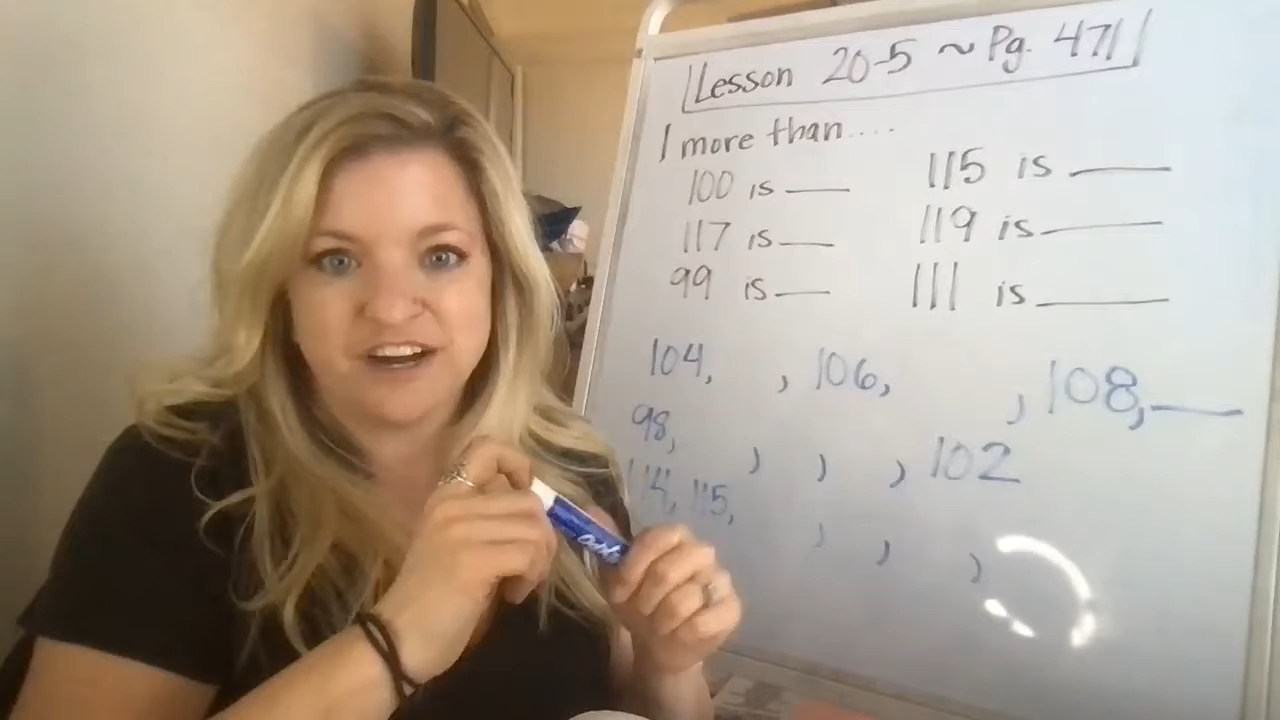 Lesson 20-5 ~ Pg. 471
1 more than....
100 is ___ 115 is ___
117 is ___ 119 is ___
99 is ___ 111 is ___
104, , 106, , 108, ___
98, , , , 102
114, 115, , , ,